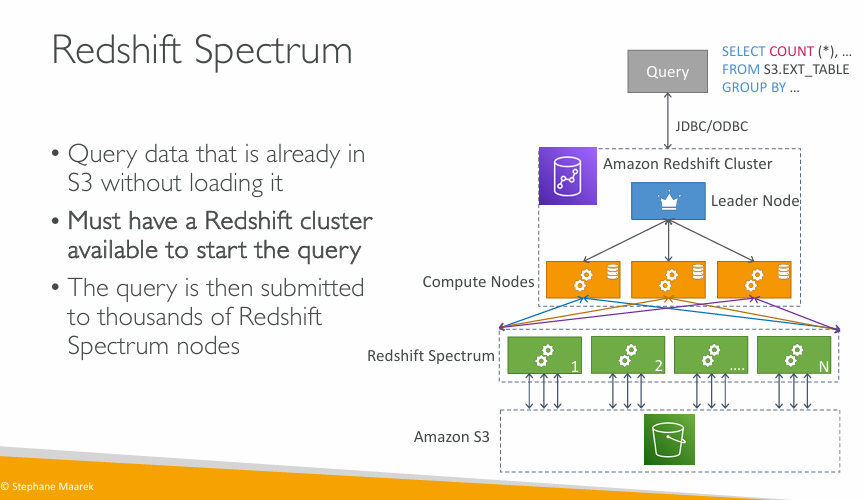 Redshift Spectrum
• Query data that is already in
S3 without loading it
• Must have a Redshift cluster
available to start the query
• The query is then submitted
to thousands of Redshift
Spectrum nodes
Query
SELECT COUNT (*), …
FROM S3.EXT_TABLE
GROUP BY …
JDBC/ODBC
Amazon Redshift Cluster
Leader Node
Compute Nodes
Redshift Spectrum
1
2
….
N
Amazon S3
© Stephane Maarek